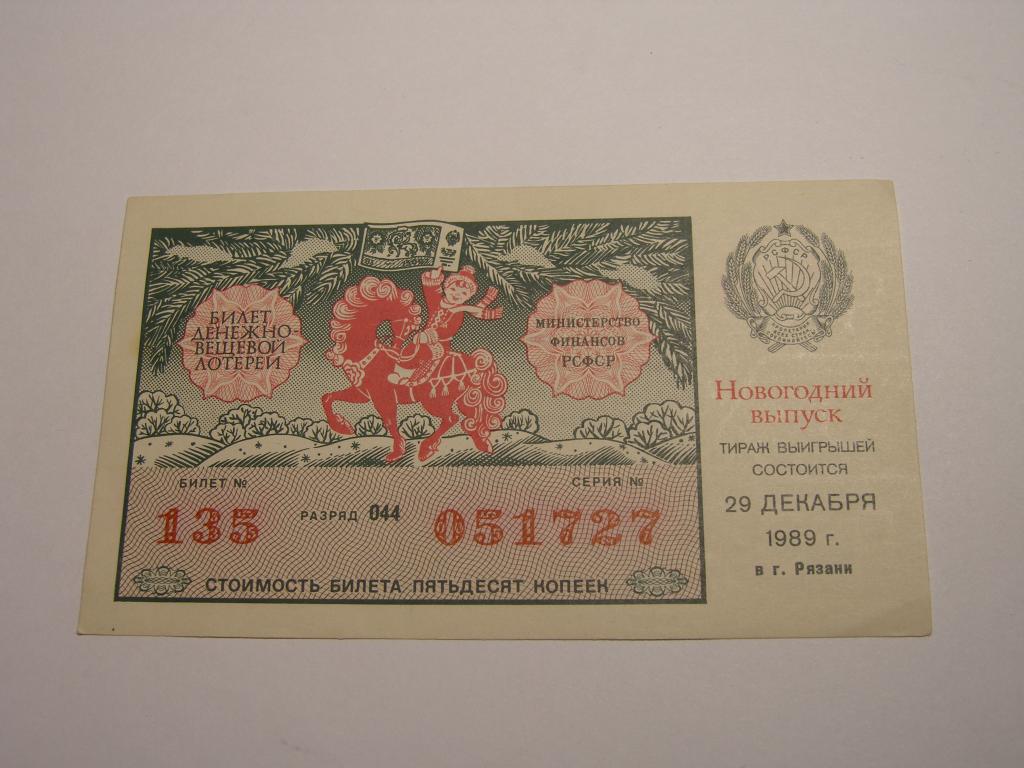 БИЛЕТ
ДЕНЕЖНО-
ВЕЩЕВОЙ
ЛОТЕРЕИ
МИНИСТЕРСТВО
ФИНАНСОВ
РСФСР
БИЛЕТ №
СЕРИЯ №
135 РАЗРЯД 044 051727
СТОИМОСТЬ БИЛЕТА ПЯТЬДЕСЯТ КОПЕЕК
РСФСР
НОВОГОДНИЙ
ВЫПУСК
ТИРАЖ ВЫИГРЫШЕЙ
СОСТОИТСЯ
29 ДЕКАБРЯ
1989 г.
в г. Рязани